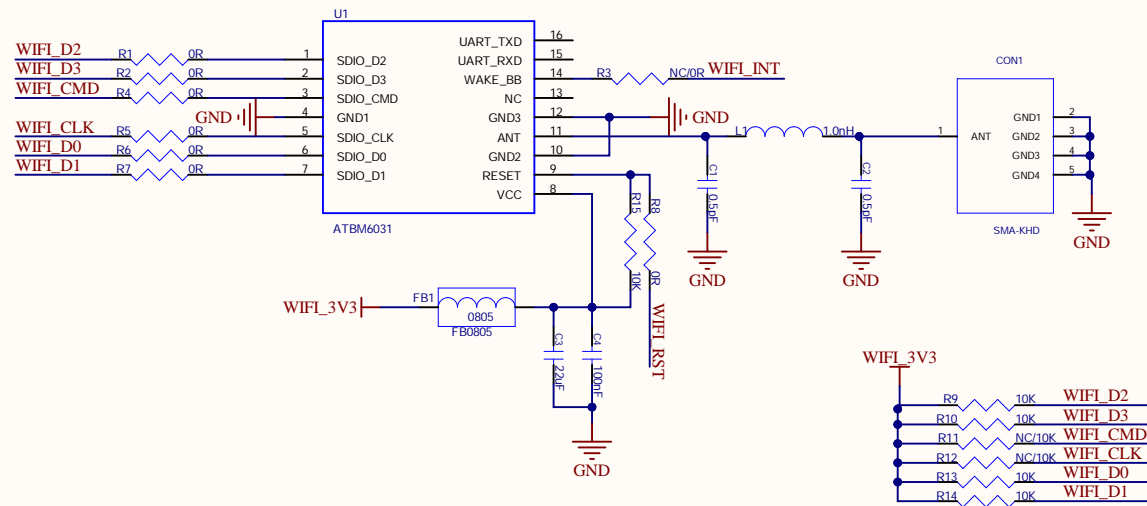 U1
WIFI_D2 R1 0R 1 SDIO_D2
WIFI_D3 R2 0R 2 SDIO_D3
WIFI_CMD R4 0R 3 SDIO_CMD
GND 4 GND1
WIFI_CLK R5 0R 5 SDIO_CLK
WIFI_D0 R6 0R 6 SDIO_D0
WIFI_D1 R7 0R 7 SDIO_D1
UART_TXD 16
UART_RXD 15
WAKE_BB 14 R3 NC/0R WIFI_INT
NC 13
GND3 12 GND
ANT 11 L1 1.0nH
GND2 10
RESET 9
VCC 8
ATBM6031
C1 0.5pF
GND
C2 0.5pF
GND
CON1
1 ANT
GND1 2
GND2 3
GND3 4
GND4 5
SMA-KHD
GND
R15 10K
R8 0R
WIFI_RST
WIFI_3V3 FB1 0805
FB0805
C3 22uF
C4 100nF
GND
WIFI_3V3
R9 10K WIFI_D2
R10 10K WIFI_D3
R11 NC/10K WIFI_CMD
R12 NC/10K WIFI_CLK
R13 10K WIFI_D0
R14 10K WIFI_D1